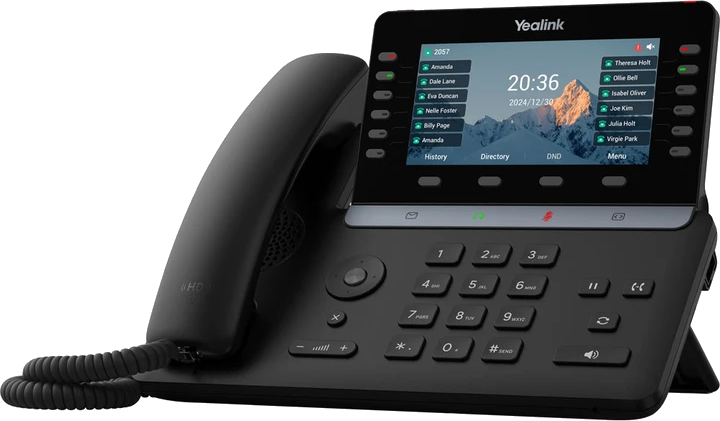 Yealink
2057
Amanda
Theresa Holt
Dale Lane
Ollie Bell
Eva Duncan
Isabel Oliver
Nelle Foster
Joe Kim
Billy Page
Julia Holt
Amanda
Virgie Park
20:36
2024/12/30
History
Directory
DND
Menu
1
2 ABC
3 DEF
4 GHI
5 JKL
6 MNO
7 PQRS
8 TUV
9 WXYZ
* .
0 +
# SEND
− +
HD